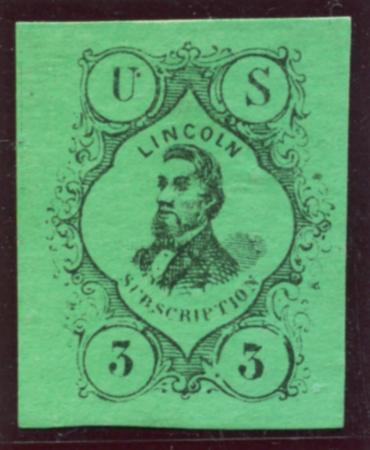 U S
LINCOLN
SUBSCRIPTION
3 3